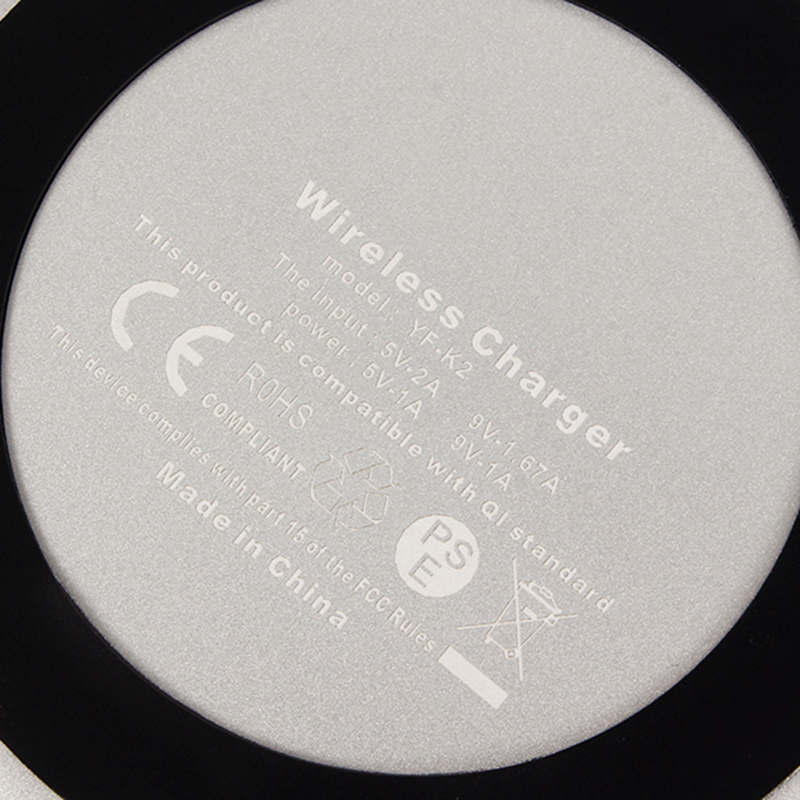 Wireless Charger
model: YF-K2
The input: 5V-2A 9V-1.67A
power: 5V-1A 9V-1A
This product is compatible with QI standard
CE
ROHS
COMPLIANT
PS
E
This device complies with part 15 of the FCC Rules
Made in China